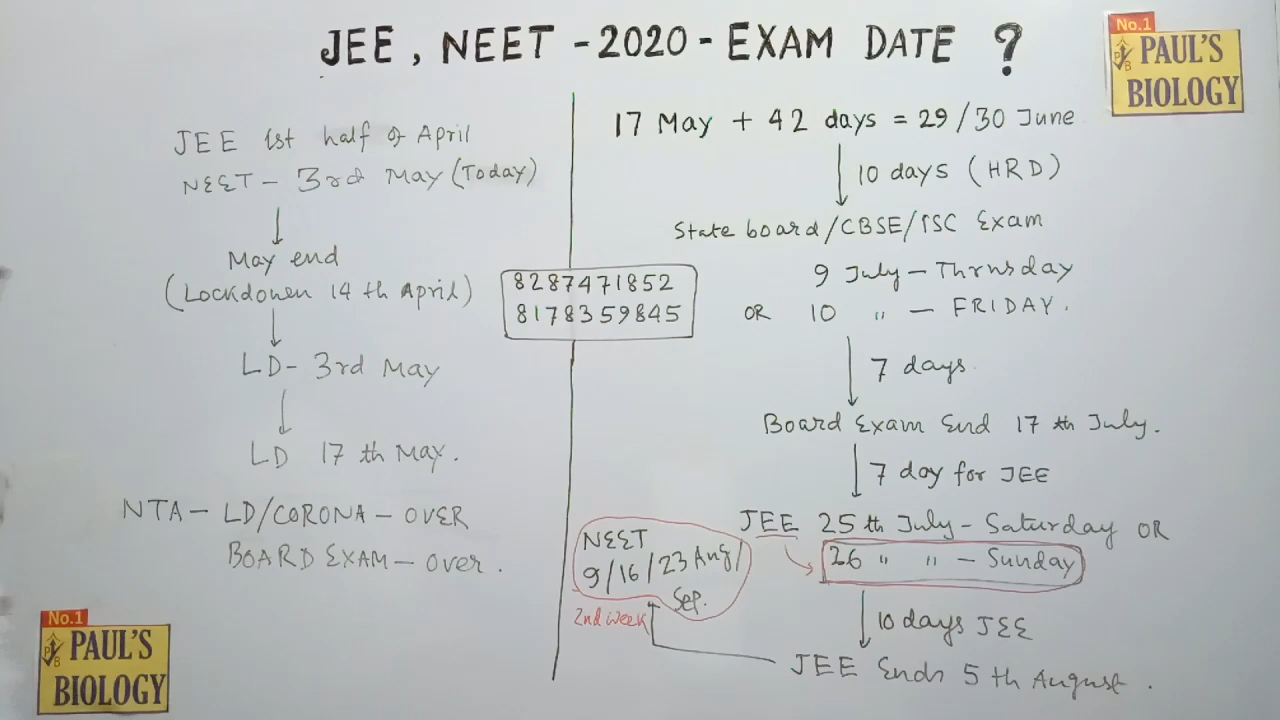 JEE, NEET - 2020 - EXAM DATE ?
No.1
PAUL'S
BIOLOGY
JEE 1st half of April
NEET - 3rd May (Today)
May end
(Lockdowen 14 th April)
LD - 3rd May
LD 17 th May.
NTA - LD/CORONA - OVER
BOARD EXAM - Over.
8287471852
8178359845
17 May + 42 days = 29/30 June
10 days (HRD)
State board/CBSE/ISC Exam
9 July - Thrusday
OR 10 " - FRIDAY.
7 days.
Board Exam End 17 th July.
7 day for JEE
JEE 25 th July - Saturday OR
26 " " - Sunday
10 days JEE
JEE Ends 5 th August.
NEET
9/16/23 Aug/
Sep.
2nd week
No.1
PAUL'S
PB
BIOLOGY